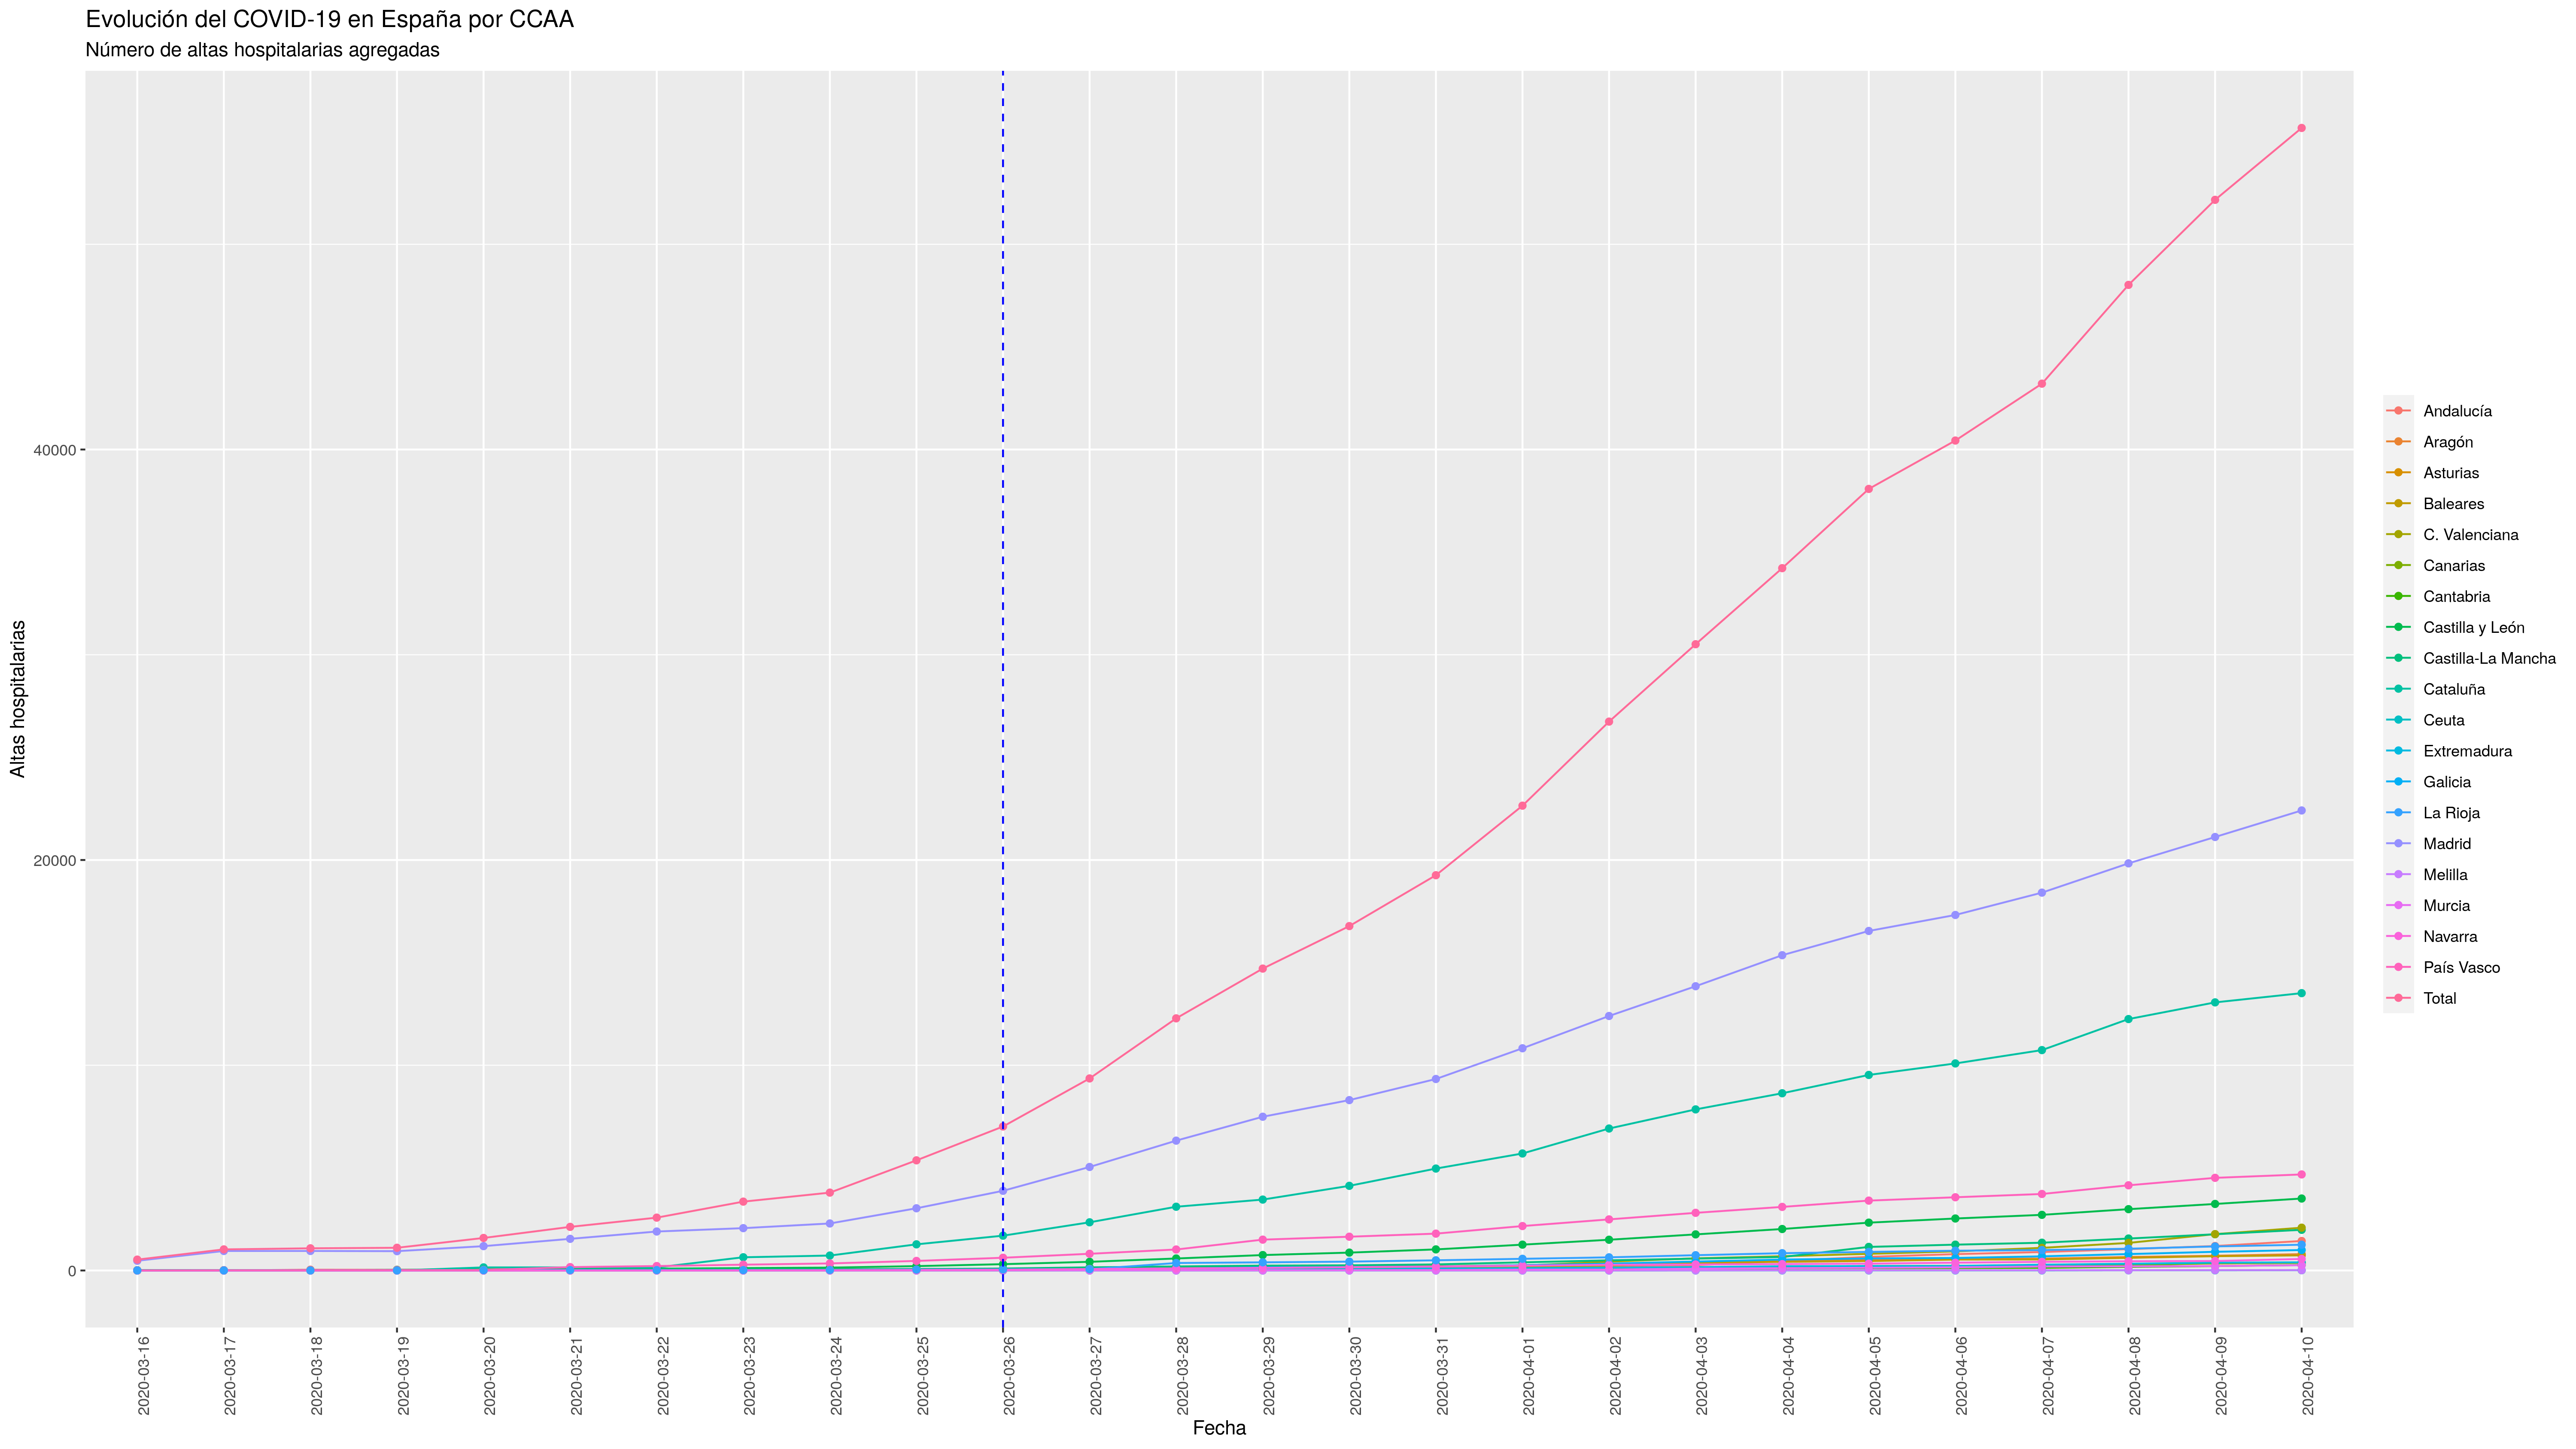 Evolución del COVID-19 en España por CCAA
Número de altas hospitalarias agregadas
Altas hospitalarias
40000
20000
0
2020-03-16
2020-03-17
2020-03-18
2020-03-19
2020-03-20
2020-03-21
2020-03-22
2020-03-23
2020-03-24
2020-03-25
2020-03-26
2020-03-27
2020-03-28
2020-03-29
2020-03-30
2020-03-31
2020-04-01
2020-04-02
2020-04-03
2020-04-04
2020-04-05
2020-04-06
2020-04-07
2020-04-08
2020-04-09
2020-04-10
Fecha
Andalucía
Aragón
Asturias
Baleares
C. Valenciana
Canarias
Cantabria
Castilla y León
Castilla-La Mancha
Cataluña
Ceuta
Extremadura
Galicia
La Rioja
Madrid
Melilla
Murcia
Navarra
País Vasco
Total